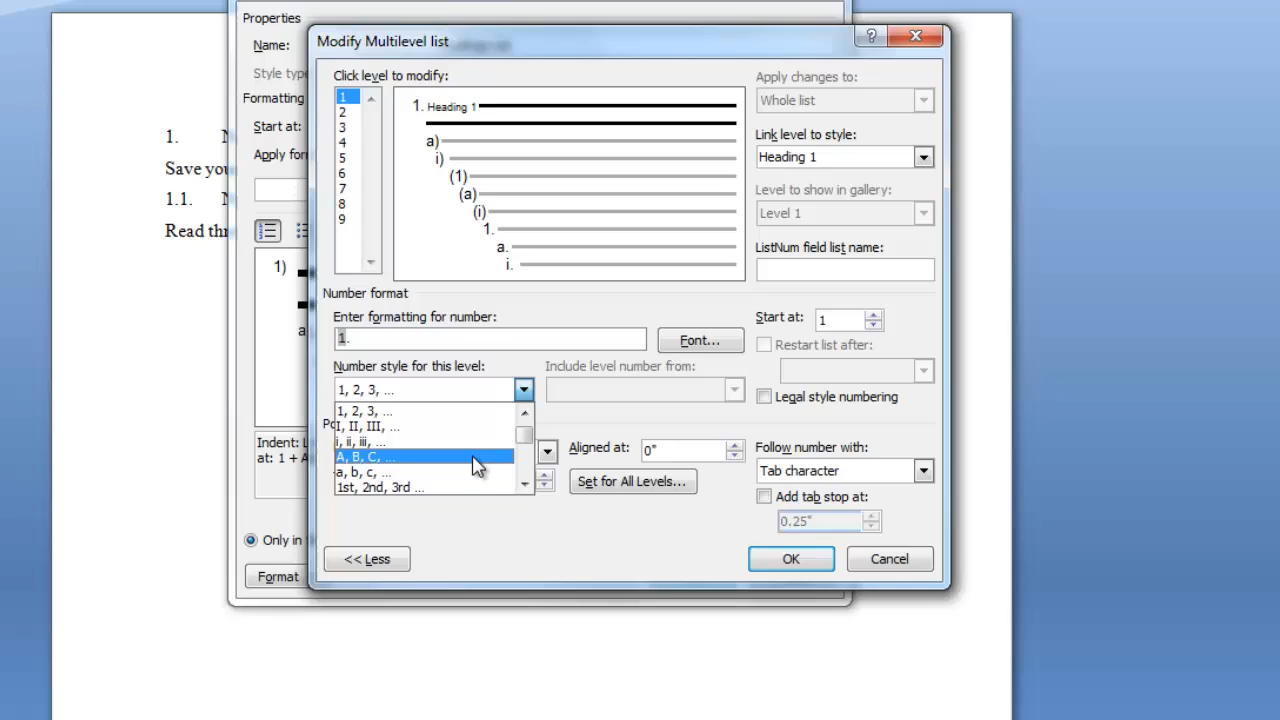 Properties
Name:
Style type
Formatting
Start at:
Apply form
1.
Save you
1.1.
Read thr
1)
a
Indent: L
at: 1 + A
Only in
Format
Modify Multilevel list
Click level to modify:
1
2
3
4
5
6
7
8
9
1. Heading 1
a)
i)
(1)
(a)
(i)
1.
a.
i.
Apply changes to:
Whole list
Link level to style:
Heading 1
Level to show in gallery:
Level 1
ListNum field list name:
Number format
Enter formatting for number:
1.
Font...
Start at:
1
Number style for this level:
Include level number from:
Restart list after:
1, 2, 3, ...
Legal style numbering
1, 2, 3, ...
I, II, III, ...
i, ii, iii, ...
A, B, C, ...
a, b, c, ...
1st, 2nd, 3rd ...
Po
Aligned at:
0"
Set for All Levels...
Follow number with:
Tab character
Add tab stop at:
0.25"
<< Less
OK
Cancel